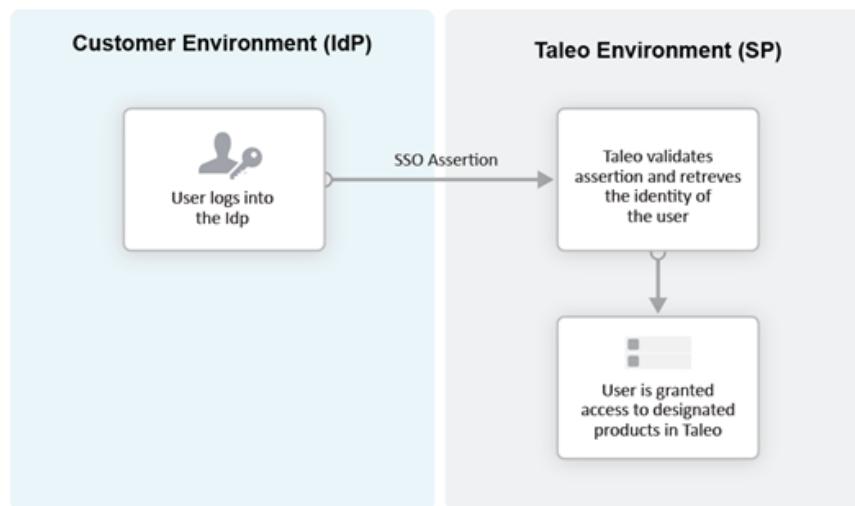 Customer Environment (IdP)
Taleo Environment (SP)
User logs into
the Idp
SSO Assertion
Taleo validates
assertion and retreves
the identity of
the user
User is granted
access to designated
products in Taleo